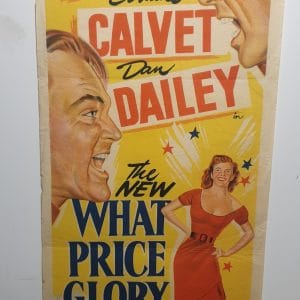 CALVET
Dan
DAILEY
in
The
NEW
WHAT
PRICE
GLORY